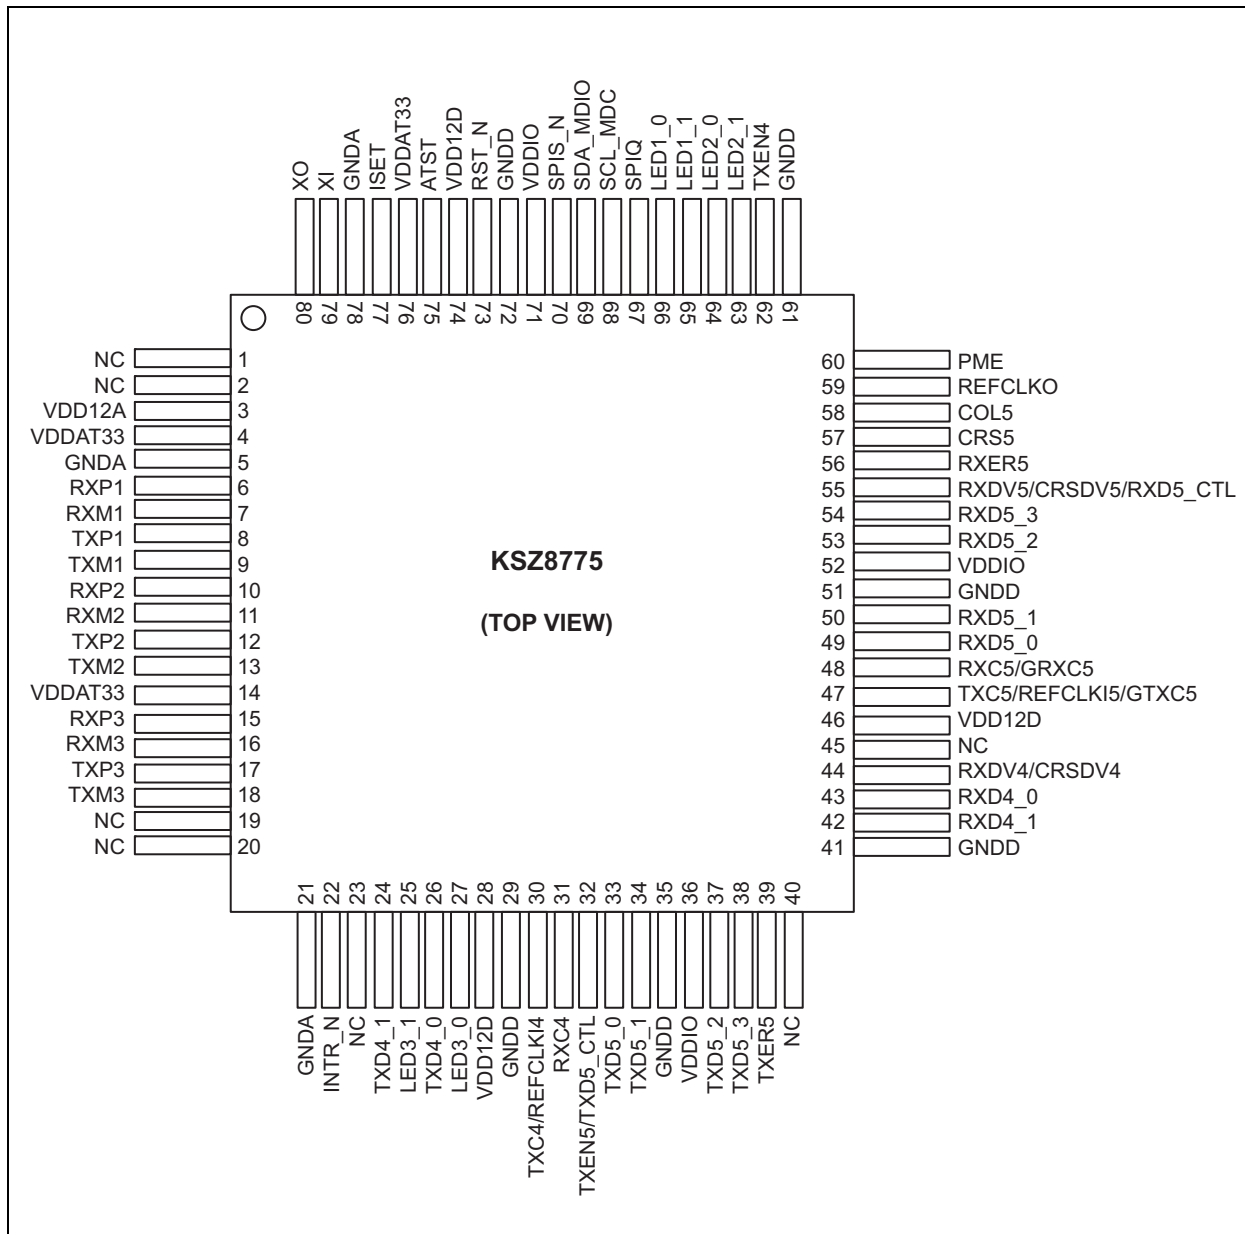 XO
XI
GNDA
ISET
VDDAT33
ATST
VDD12D
RST_N
GNDD
VDDIO
SPIS_N
SDA_MDIO
SCL_MDC
SPIQ
LED1_0
LED1_1
LED2_0
LED2_1
TXEN4
GNDD
80
79
78
77
76
75
74
73
72
71
70
69
68
67
66
65
64
63
62
61
NC 1
NC 2
VDD12A 3
VDDAT33 4
GNDA 5
RXP1 6
RXM1 7
TXP1 8
TXM1 9
RXP2 10
RXM2 11
TXP2 12
TXM2 13
VDDAT33 14
RXP3 15
RXM3 16
TXP3 17
TXM3 18
NC 19
NC 20
KSZ8775
(TOP VIEW)
60 PME
59 REFCLKO
58 COL5
57 CRS5
56 RXER5
55 RXDV5/CRSDV5/RXD5_CTL
54 RXD5_3
53 RXD5_2
52 VDDIO
51 GNDD
50 RXD5_1
49 RXD5_0
48 RXC5/GRXC5
47 TXC5/REFCLKI5/GTXC5
46 VDD12D
45 NC
44 RXDV4/CRSDV4
43 RXD4_0
42 RXD4_1
41 GNDD
21
22
23
24
25
26
27
28
29
30
31
32
33
34
35
36
37
38
39
40
GNDA
INTR_N
NC
TXD4_1
LED3_1
TXD4_0
LED3_0
VDD12D
GNDD
TXC4/REFCLKI4
RXC4
TXEN5/TXD5_CTL
TXD5_0
TXD5_1
GNDD
VDDIO
TXD5_2
TXD5_3
TXER5
NC